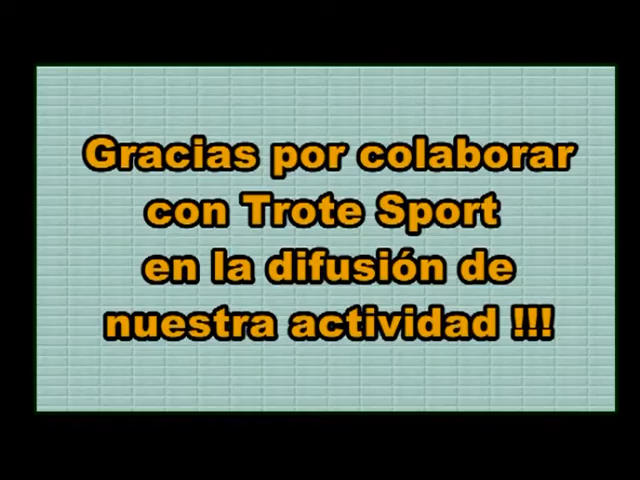 Gracias por colaborar
con Trote Sport
en la difusión de
nuestra actividad !!!